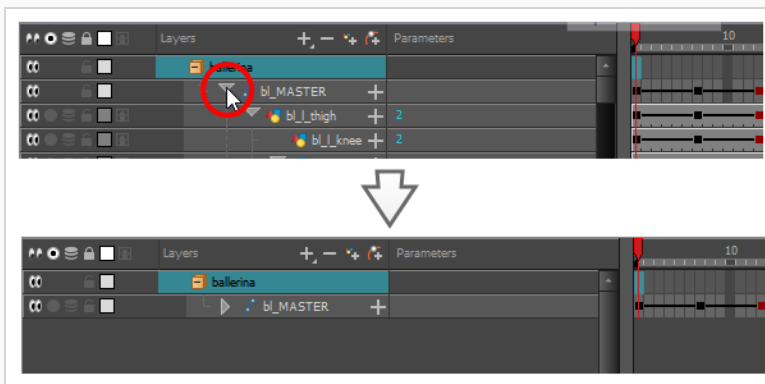 Layers Parameters 10
ballerina
bl_MASTER
bl_l_thigh 2
bl_l_knee 2
Layers Parameters 10
ballerina
bl_MASTER